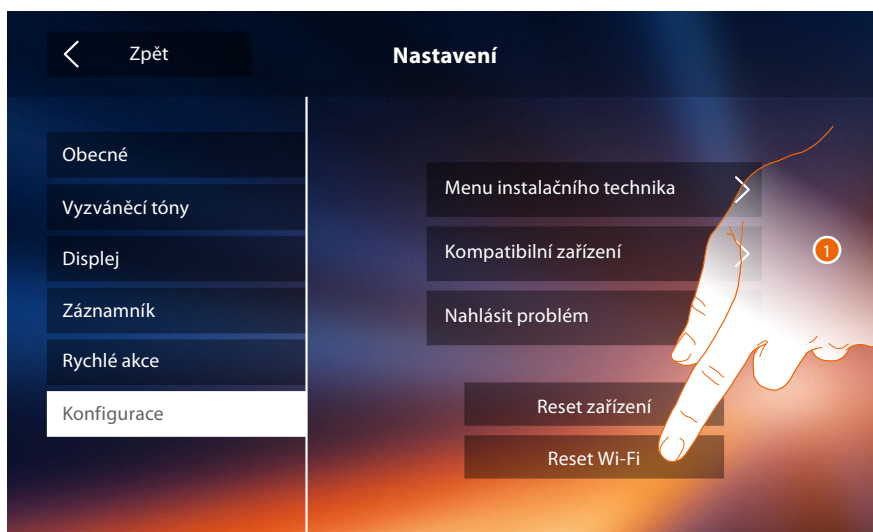 Zpět
Nastavení
Obecné
Vyzváněcí tóny
Displej
Záznamník
Rychlé akce
Konfigurace
Menu instalačního technika
Kompatibilní zařízení
Nahlásit problém
Reset zařízení
Reset Wi-Fi
1